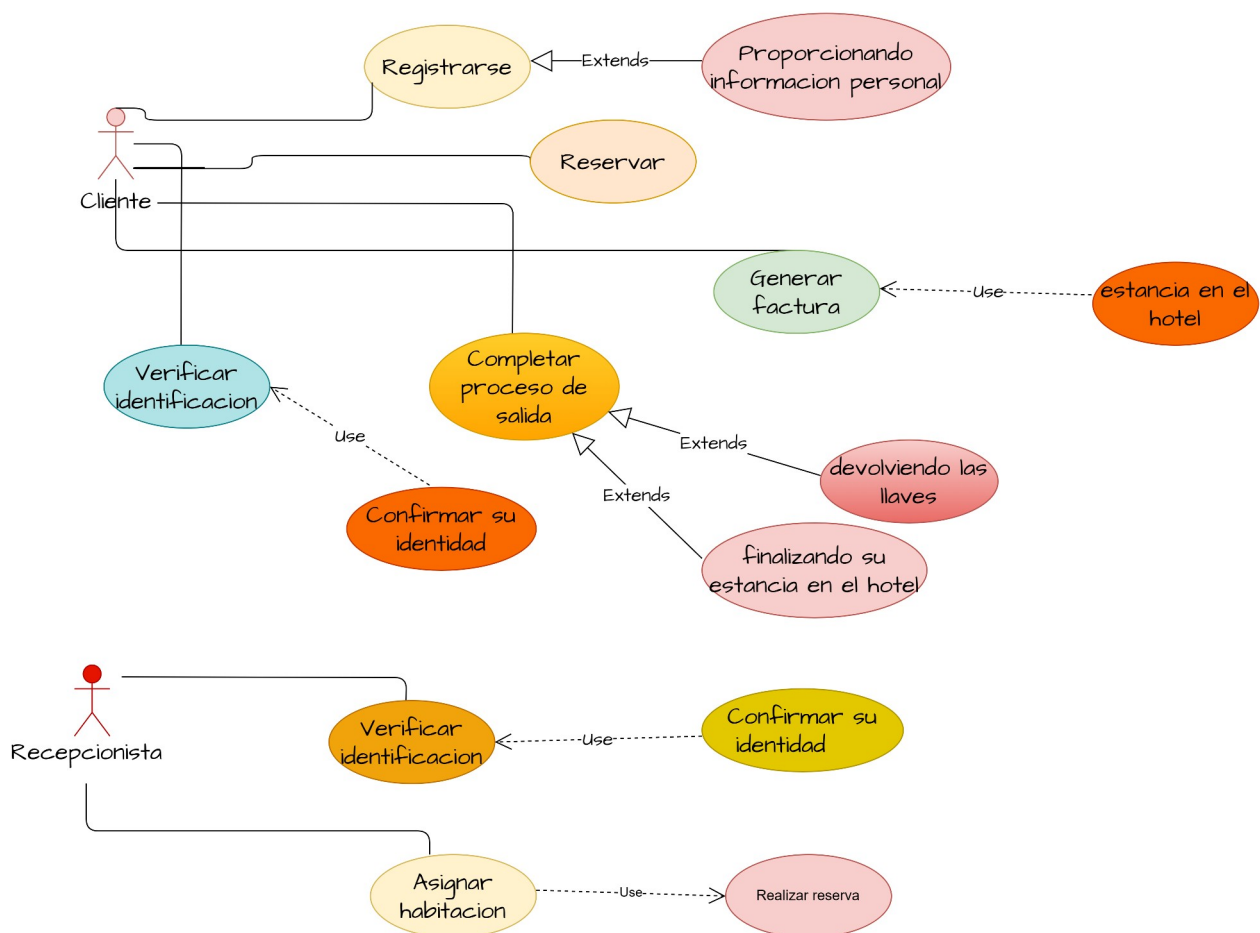 Registrarse
Extends
Proporcionando
informacion personal
Reservar
Cliente
Generar
factura
Use
estancia en el
hotel
Verificar
identificacion
Completar
proceso de
salida
Use
Extends
devolviendo las
llaves
Extends
Confirmar su
identidad
finalizando su
estancia en el hotel
Recepcionista
Verificar
identificacion
Use
Confirmar su
identidad
Asignar
habitacion
Use
Realizar reserva